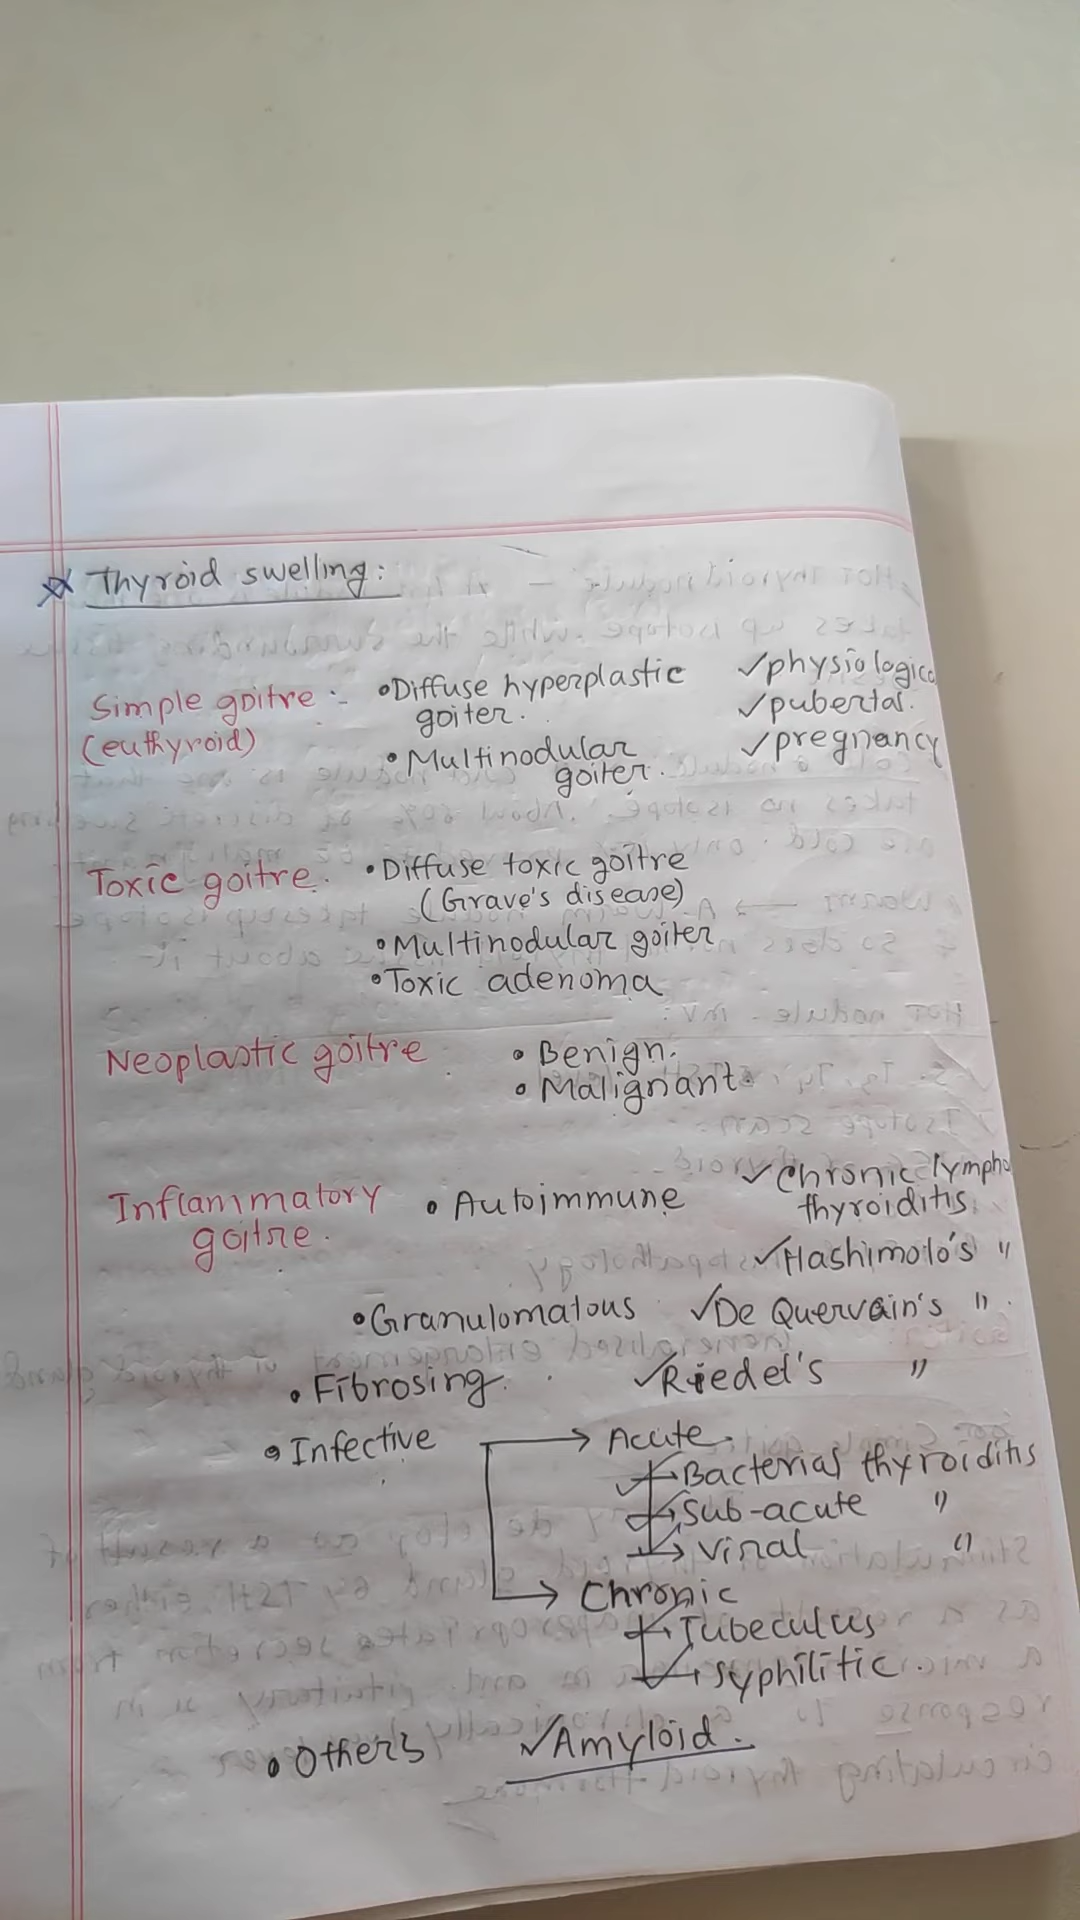 Thyroid swelling:
Simple goitre :- • Diffuse hyperplastic ✓physiologica
goiter. ✓pubertal.
(euthyroid) • Multinodular ✓pregnancy
goiter.
Toxic goitre. • Diffuse toxic goitre
(Grave's disease)
• Multinodular goiter
• Toxic adenoma
Neoplastic goitre • Benign.
• Malignant.
Inflammatory • Autoimmune ✓Chronic lympho
goitre. thyroiditis.
✓Hashimoto's "
• Granulomatous ✓De Quervain's "
• Fibrosing. ✓Riedel's "
• Infective → Acute.
Bacterial thyroiditis
Sub-acute "
→ viral "
→ Chronic
Tubeculus
syphilitic.
• Others ✓Amyloid.